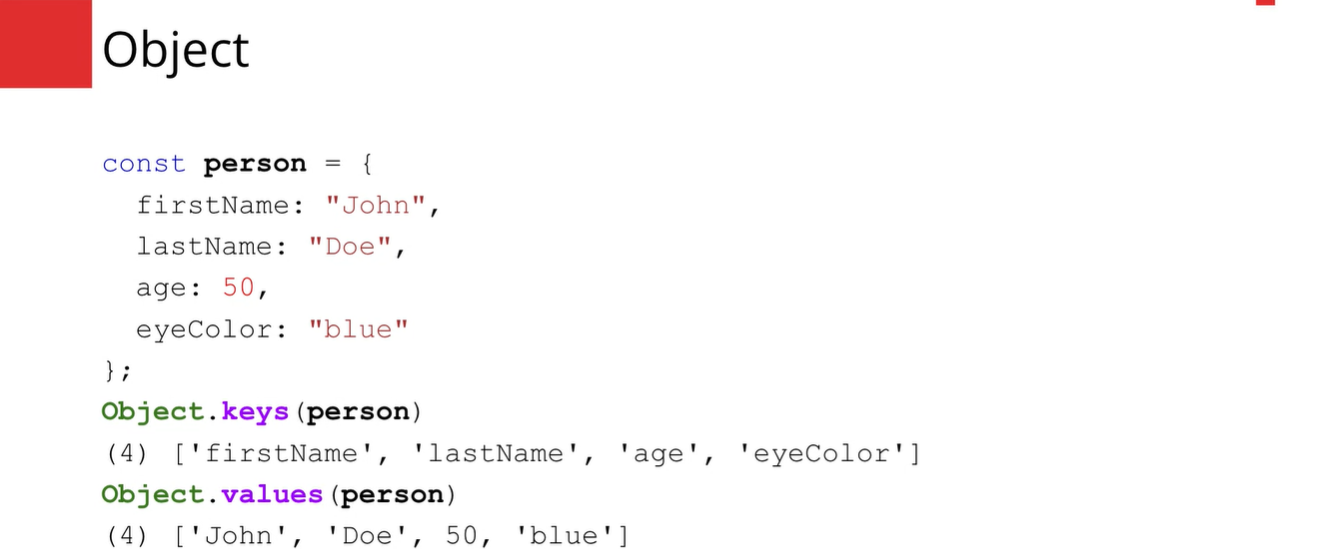 Object
const person = {
  firstName: "John",
  lastName: "Doe",
  age: 50,
  eyeColor: "blue"
};
Object.keys(person)
(4) ['firstName', 'lastName', 'age', 'eyeColor']
Object.values(person)
(4) ['John', 'Doe', 50, 'blue']